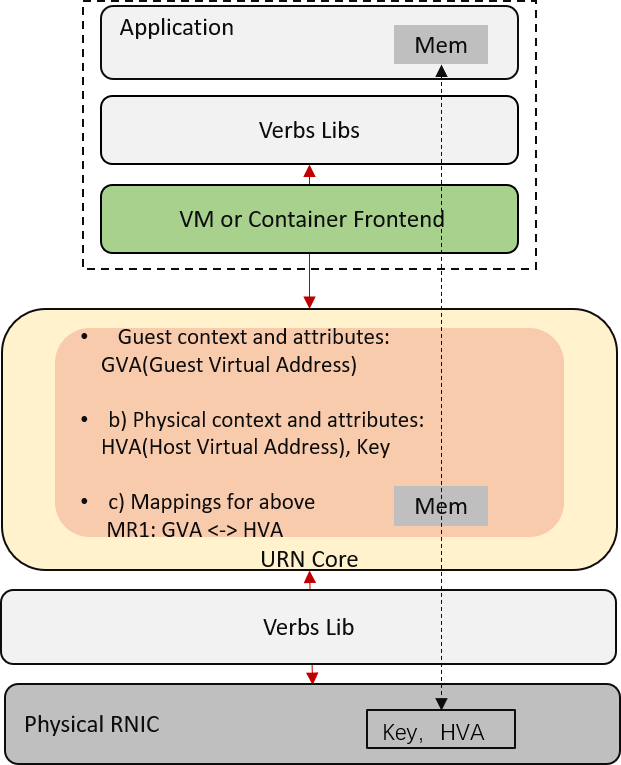 Application
Mem
Verbs Libs
VM or Container Frontend
• Guest context and attributes:
GVA(Guest Virtual Address)
• b) Physical context and attributes:
HVA(Host Virtual Address), Key
• c) Mappings for above
MR1: GVA <-> HVA
Mem
URN Core
Verbs Lib
Physical RNIC
Key, HVA